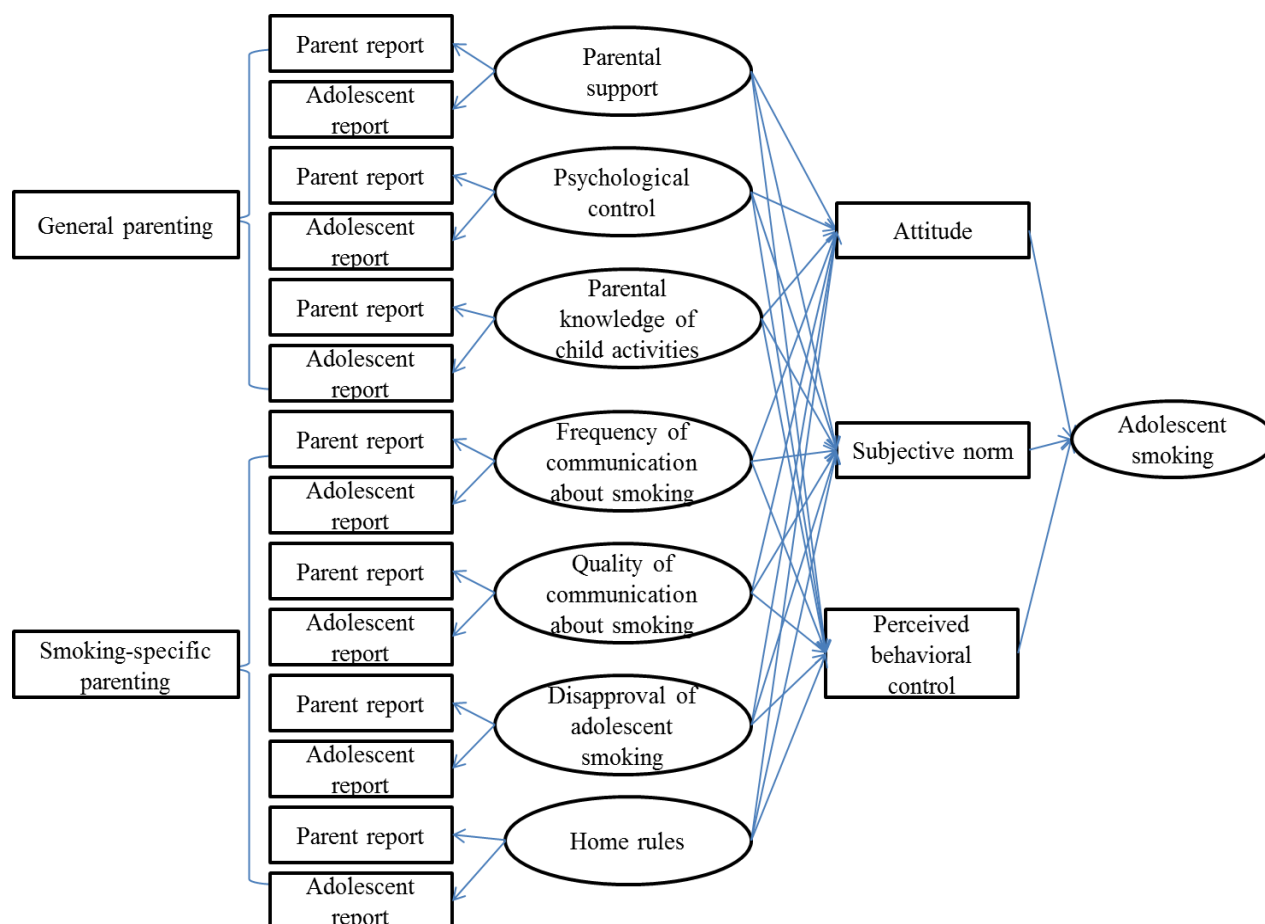 General parenting
Smoking-specific
parenting
Parent report
Adolescent
report
Parent report
Adolescent
report
Parent report
Adolescent
report
Parent report
Adolescent
report
Parent report
Adolescent
report
Parent report
Adolescent
report
Parent report
Adolescent
report
Parental
support
Psychological
control
Parental
knowledge of
child activities
Frequency of
communication
about smoking
Quality of
communication
about smoking
Disapproval of
adolescent
smoking
Home rules
Attitude
Subjective norm
Perceived
behavioral
control
Adolescent
smoking